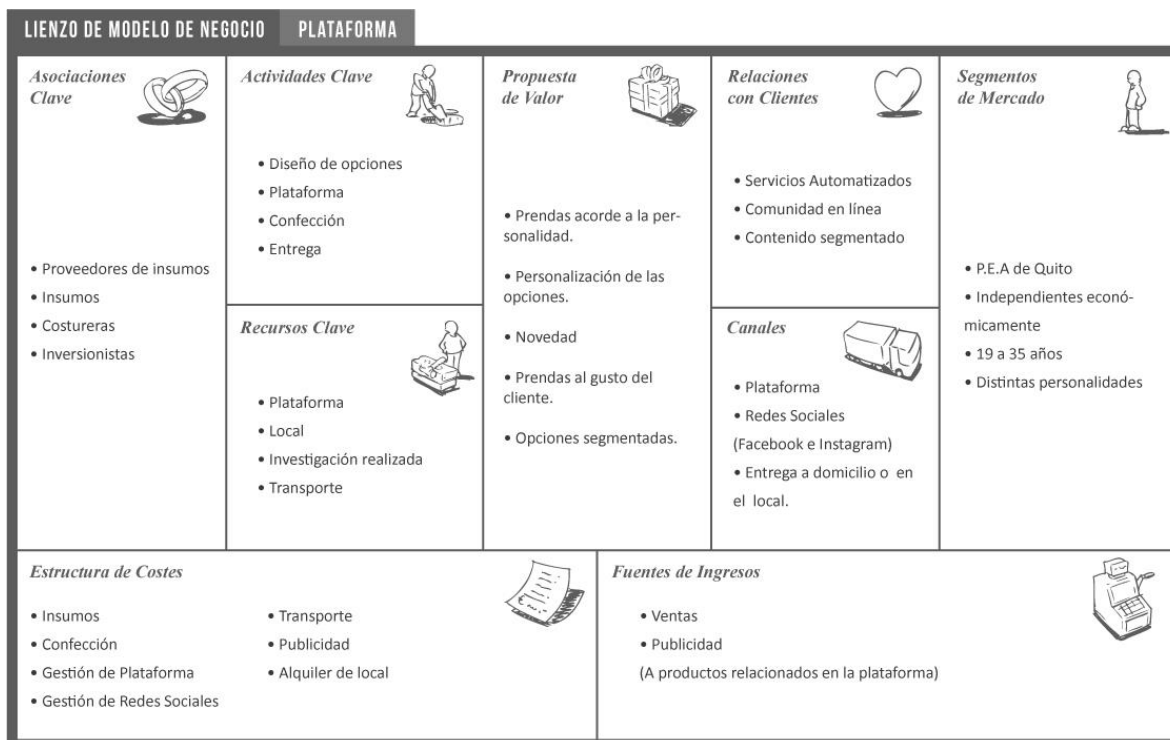 LIENZO DE MODELO DE NEGOCIO PLATAFORMA
Asociaciones
Clave
• Proveedores de insumos
• Insumos
• Costureras
• Inversionistas
Actividades Clave
• Diseño de opciones
• Plataforma
• Confección
• Entrega
Recursos Clave
• Plataforma
• Local
• Investigación realizada
• Transporte
Propuesta
de Valor
• Prendas acorde a la per-
sonalidad.
• Personalización de las
opciones.
• Novedad
• Prendas al gusto del
cliente.
• Opciones segmentadas.
Relaciones
con Clientes
• Servicios Automatizados
• Comunidad en línea
• Contenido segmentado
Canales
• Plataforma
• Redes Sociales
(Facebook e Instagram)
• Entrega a domicilio o en
el local.
Segmentos
de Mercado
• P.E.A de Quito
• Independientes econó-
micamente
• 19 a 35 años
• Distintas personalidades
Estructura de Costes
• Insumos
• Confección
• Gestión de Plataforma
• Gestión de Redes Sociales
• Transporte
• Publicidad
• Alquiler de local
Fuentes de Ingresos
• Ventas
• Publicidad
(A productos relacionados en la plataforma)